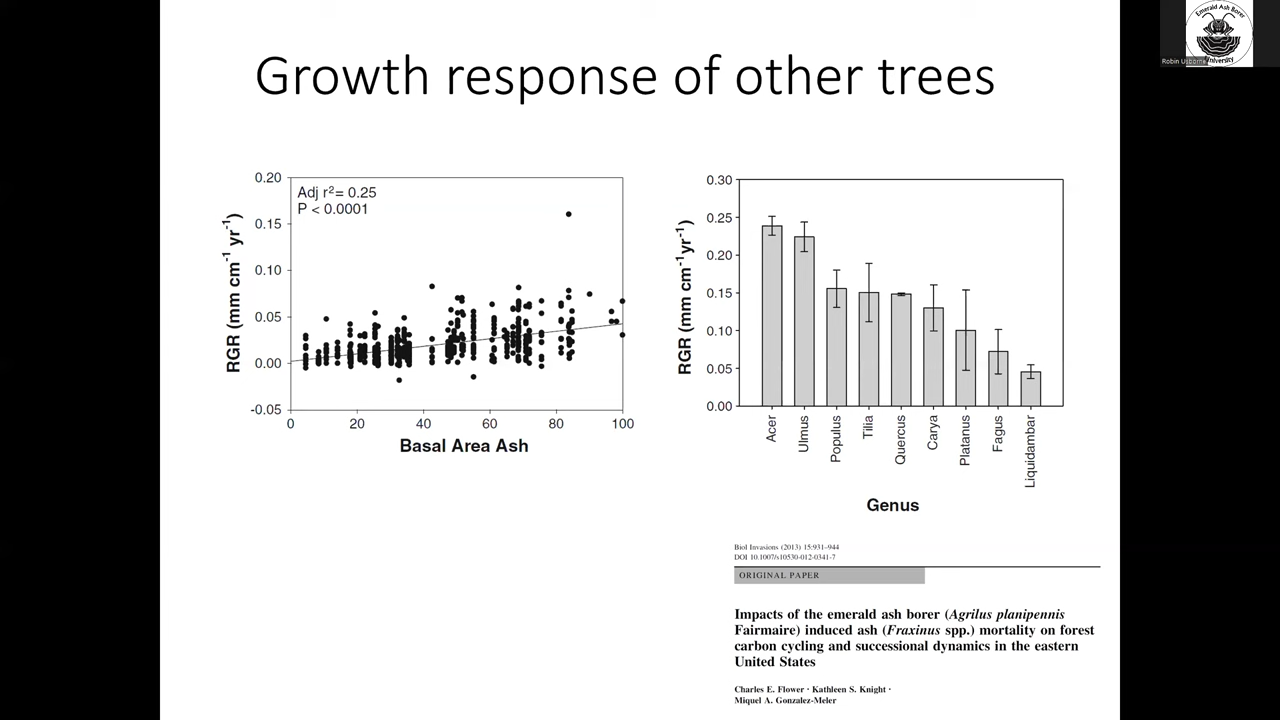 Emerald Ash Borer
University
Robin Usborne
Growth response of other trees
Adj r²= 0.25
P < 0.0001
RGR (mm cm⁻¹ yr⁻¹)
0.20
0.15
0.10
0.05
0.00
-0.05
0 20 40 60 80 100
Basal Area Ash
RGR (mm cm⁻¹yr⁻¹)
0.30
0.25
0.20
0.15
0.10
0.05
0.00
Acer
Ulmus
Populus
Tilia
Quercus
Carya
Platanus
Fagus
Liquidambar
Genus
Biol Invasions (2013) 15:931–944
DOI 10.1007/s10530-012-0341-7
ORIGINAL PAPER
Impacts of the emerald ash borer (Agrilus planipennis
Fairmaire) induced ash (Fraxinus spp.) mortality on forest
carbon cycling and successional dynamics in the eastern
United States
Charles E. Flower · Kathleen S. Knight ·
Miquel A. Gonzalez-Meler